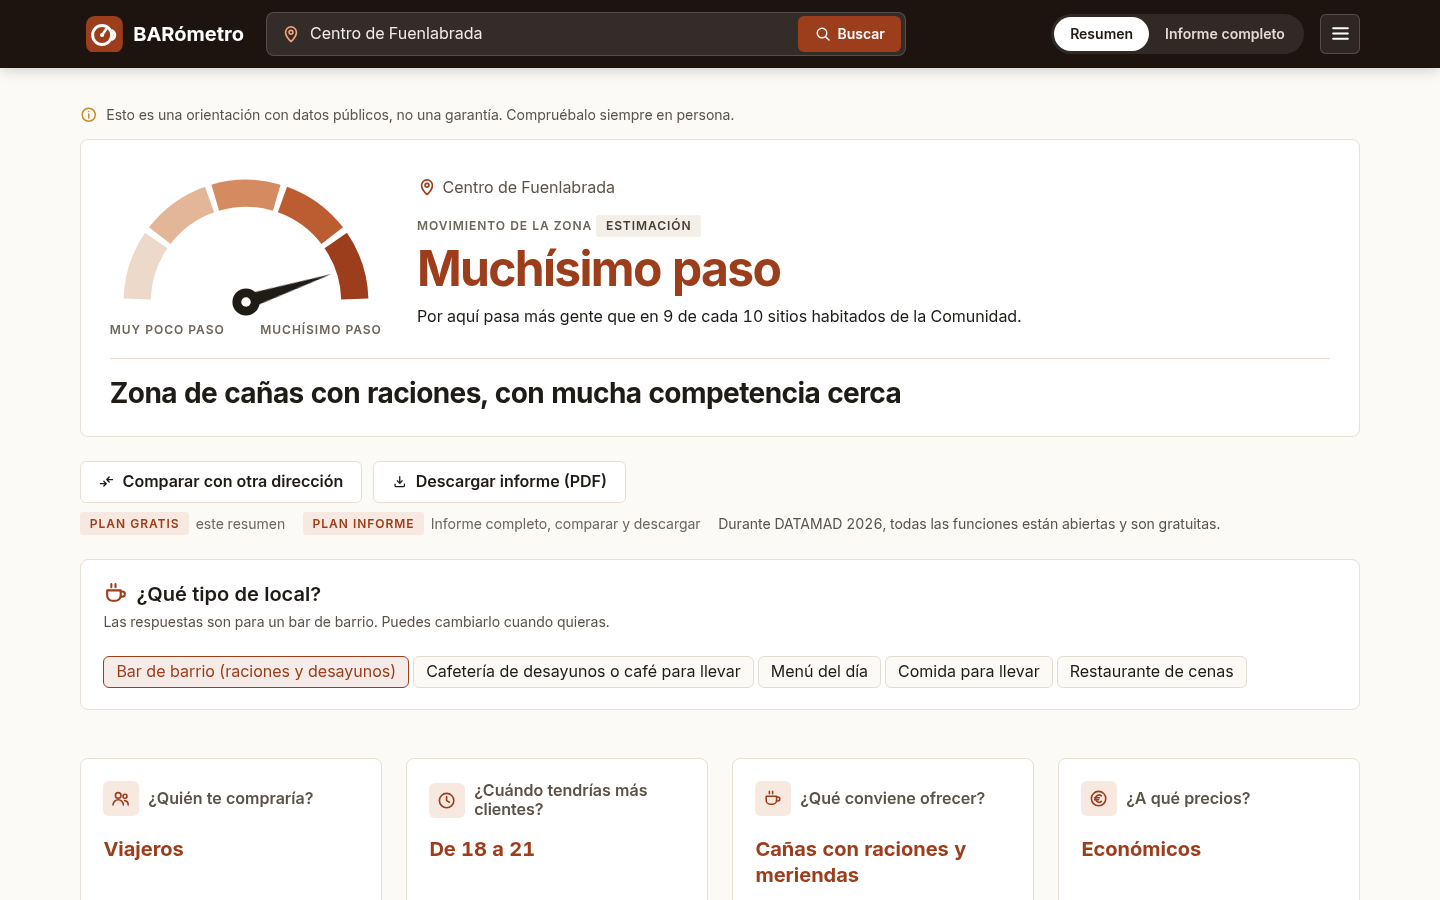 BARómetro
Centro de Fuenlabrada
Buscar
Resumen
Informe completo
Esto es una orientación con datos públicos, no una garantía. Compruébalo siempre en persona.
MUY POCO PASO
MUCHÍSIMO PASO
Centro de Fuenlabrada
MOVIMIENTO DE LA ZONA ESTIMACIÓN
Muchísimo paso
Por aquí pasa más gente que en 9 de cada 10 sitios habitados de la Comunidad.
Zona de cañas con raciones, con mucha competencia cerca
Comparar con otra dirección
Descargar informe (PDF)
PLAN GRATIS este resumen PLAN INFORME Informe completo, comparar y descargar Durante DATAMAD 2026, todas las funciones están abiertas y son gratuitas.
¿Qué tipo de local?
Las respuestas son para un bar de barrio. Puedes cambiarlo cuando quieras.
Bar de barrio (raciones y desayunos)
Cafetería de desayunos o café para llevar
Menú del día
Comida para llevar
Restaurante de cenas
¿Quién te compraría?
Viajeros
¿Cuándo tendrías más
clientes?
De 18 a 21
¿Qué conviene ofrecer?
Cañas con raciones y
meriendas
¿A qué precios?
Económicos